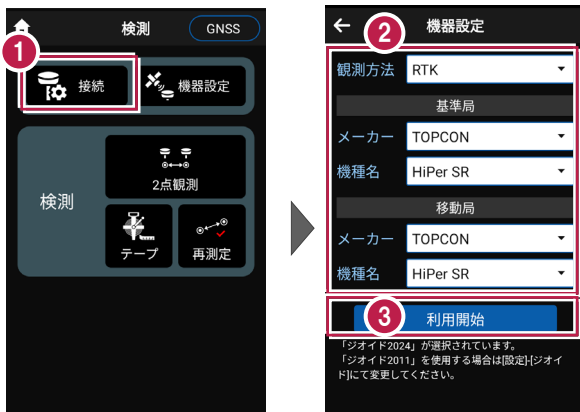 検測
GNSS
1
接続
機器設定
検測
2点観測
テープ
再測定
機器設定
2
観測方法
RTK
基準局
メーカー
TOPCON
機種名
HiPer SR
移動局
メーカー
TOPCON
機種名
HiPer SR
3
利用開始
「ジオイド2024」が選択されています。
「ジオイド2011」を使用する場合は[設定]-[ジオイ
ド]にて変更してください。